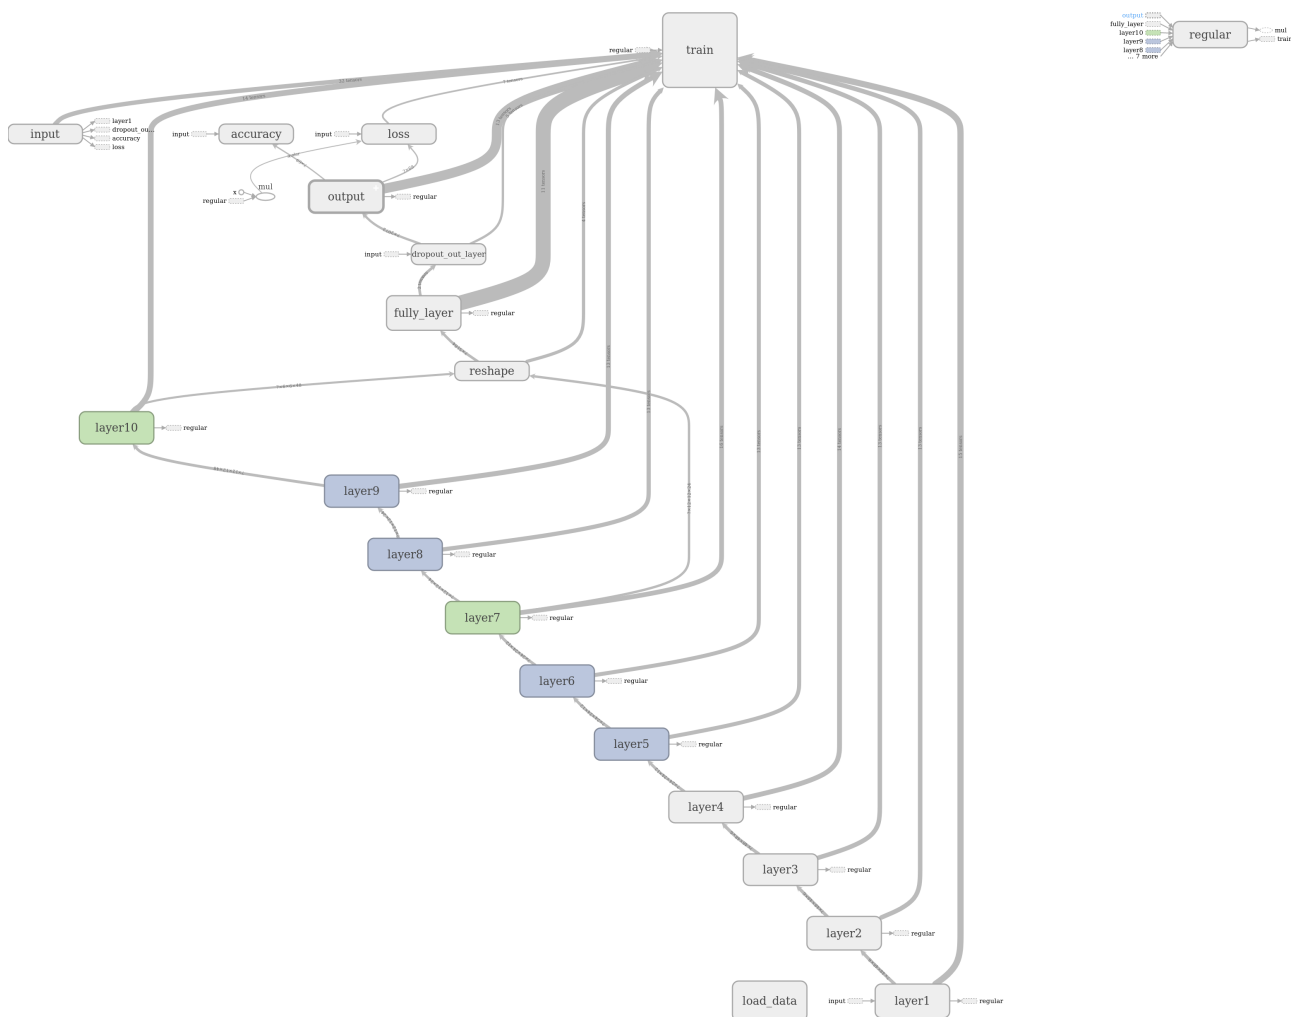 train
regular
output
fully_layer
layer10
layer9
layer8
... 7 more
regular
mul
train
input
layer1
dropout_ou...
accuracy
loss
input
accuracy
input
loss
mul
x
regular
output
regular
input
dropout_out_layer
fully_layer
regular
reshape
layer10
regular
layer9
regular
layer8
regular
layer7
regular
layer6
regular
layer5
regular
layer4
regular
layer3
regular
layer2
regular
load_data
input
layer1
regular